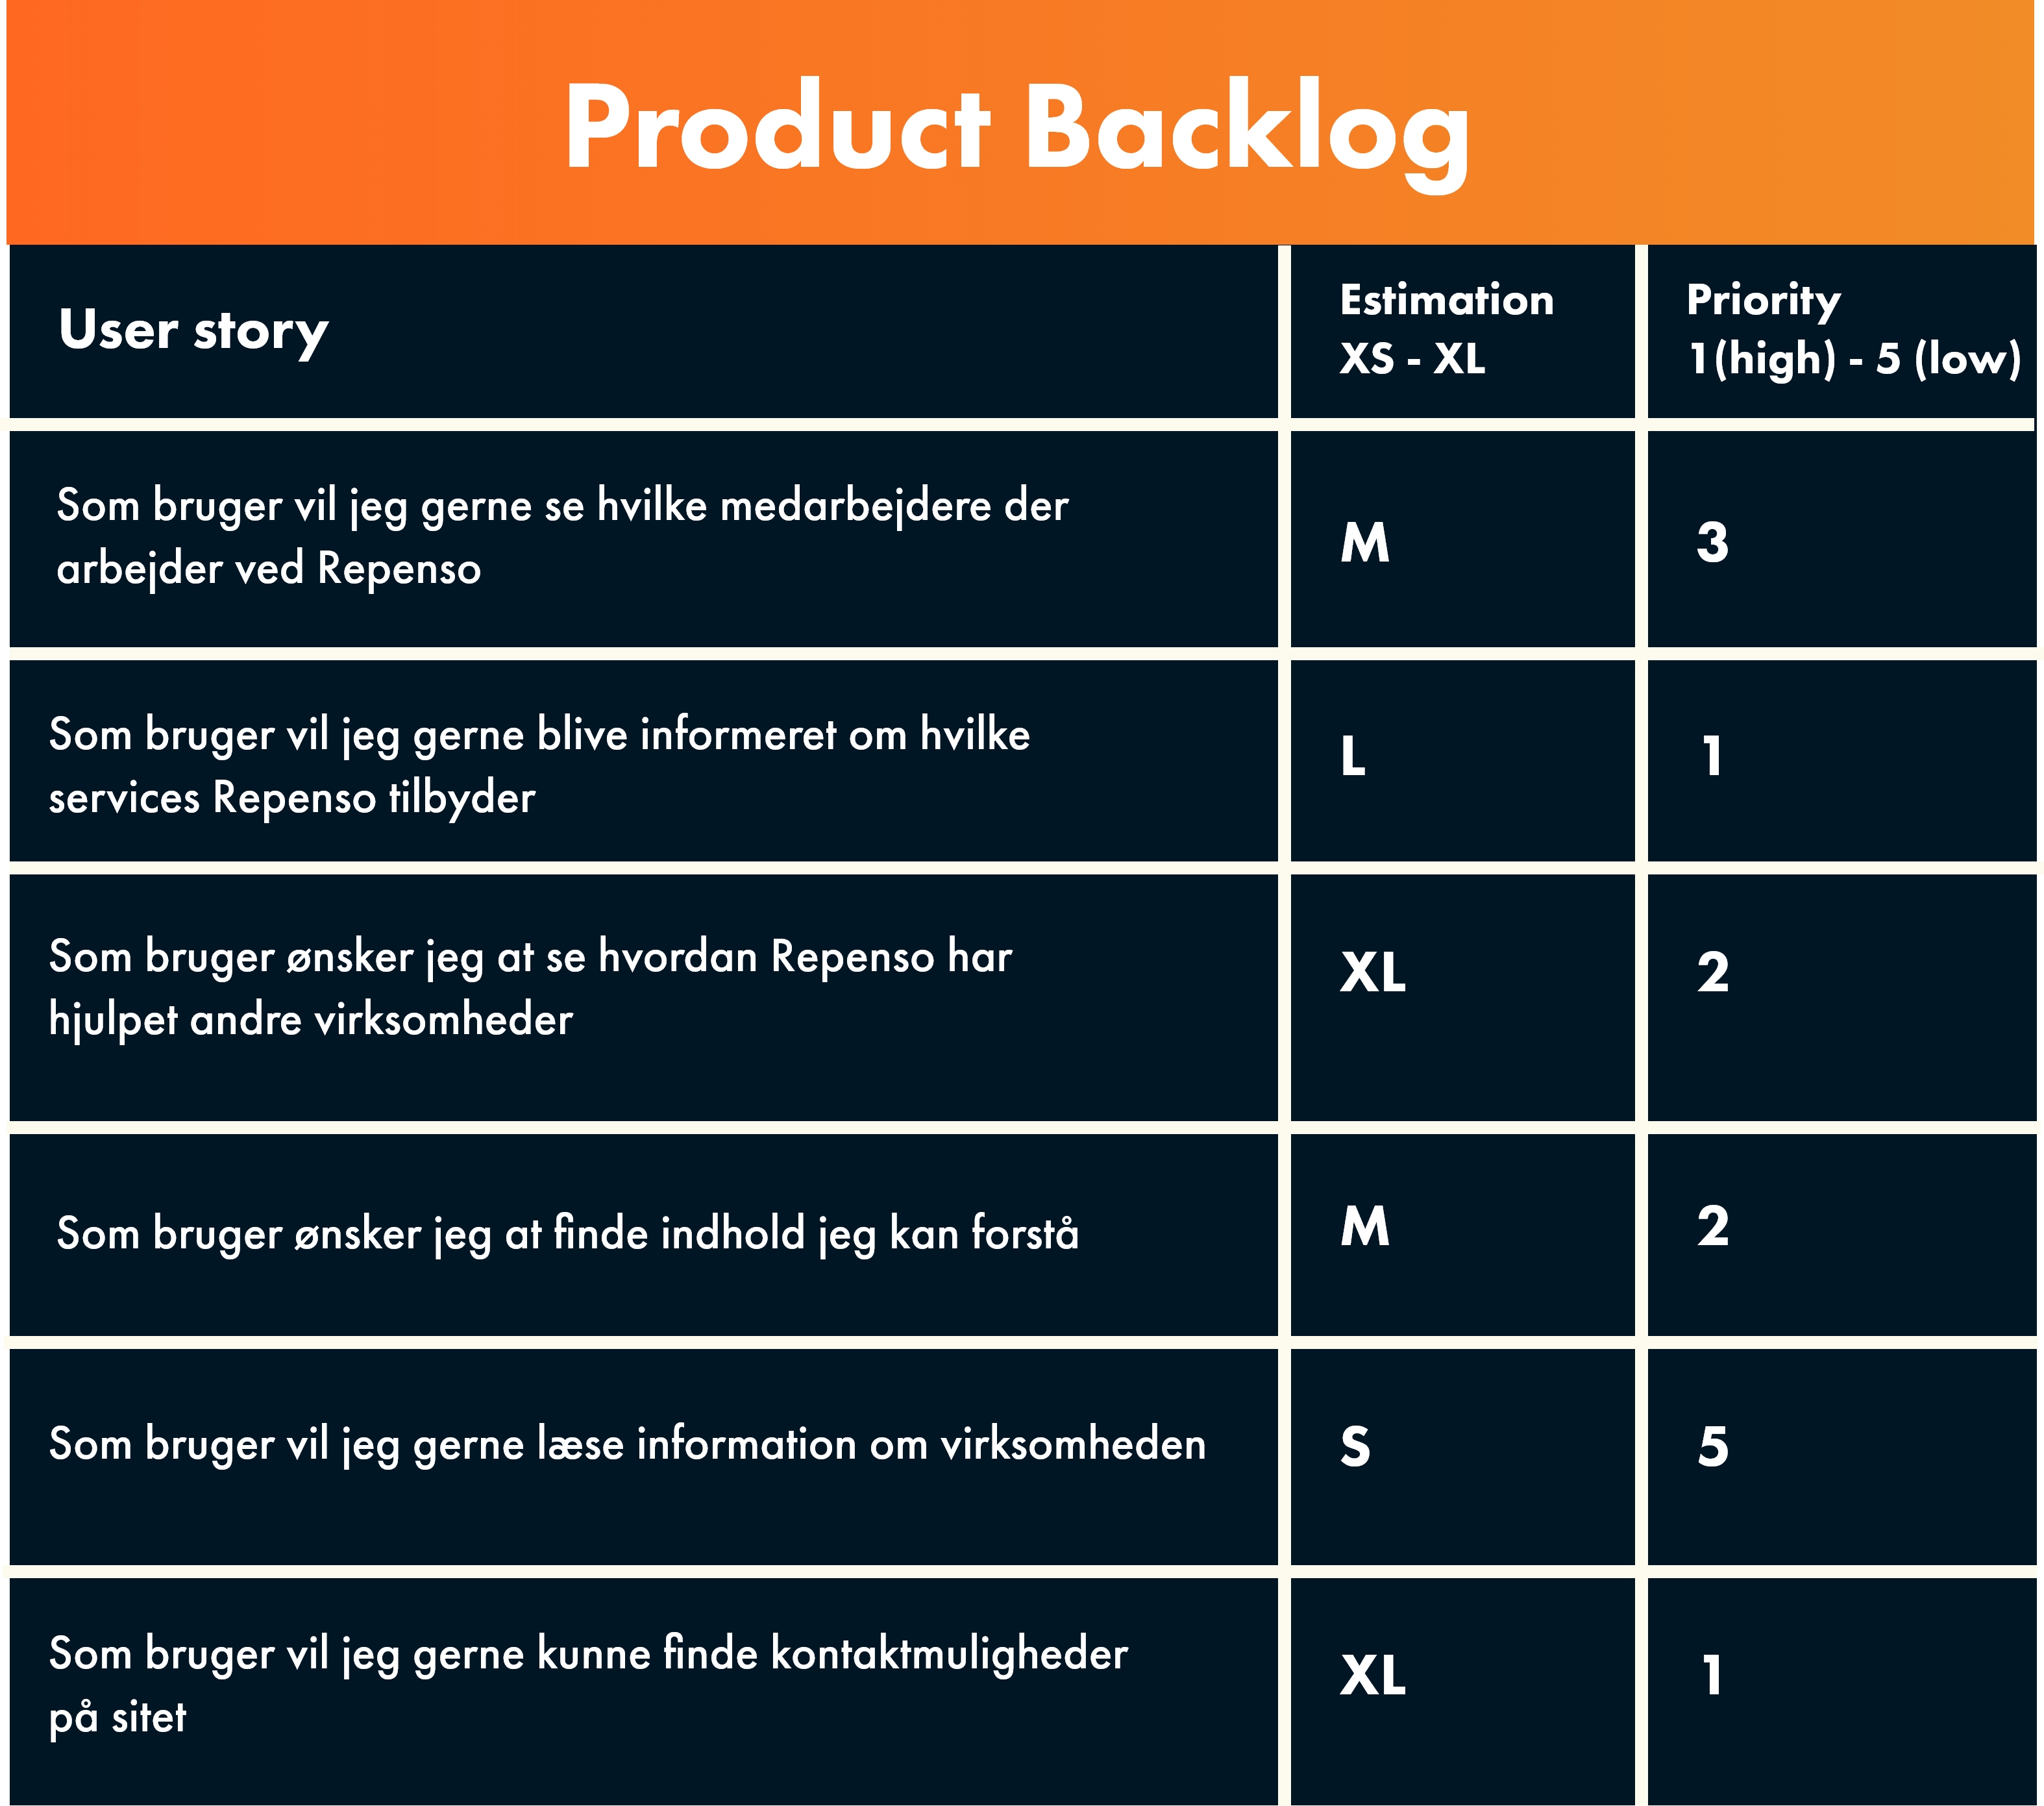 Product Backlog
User story
Estimation
XS - XL
Priority
1(high) - 5 (low)
Som bruger vil jeg gerne se hvilke medarbejdere der
arbejder ved Repenso
M
3
Som bruger vil jeg gerne blive informeret om hvilke
services Repenso tilbyder
L
1
Som bruger ønsker jeg at se hvordan Repenso har
hjulpet andre virksomheder
XL
2
Som bruger ønsker jeg at finde indhold jeg kan forstå
M
2
Som bruger vil jeg gerne læse information om virksomheden
S
5
Som bruger vil jeg gerne kunne finde kontaktmuligheder
på sitet
XL
1